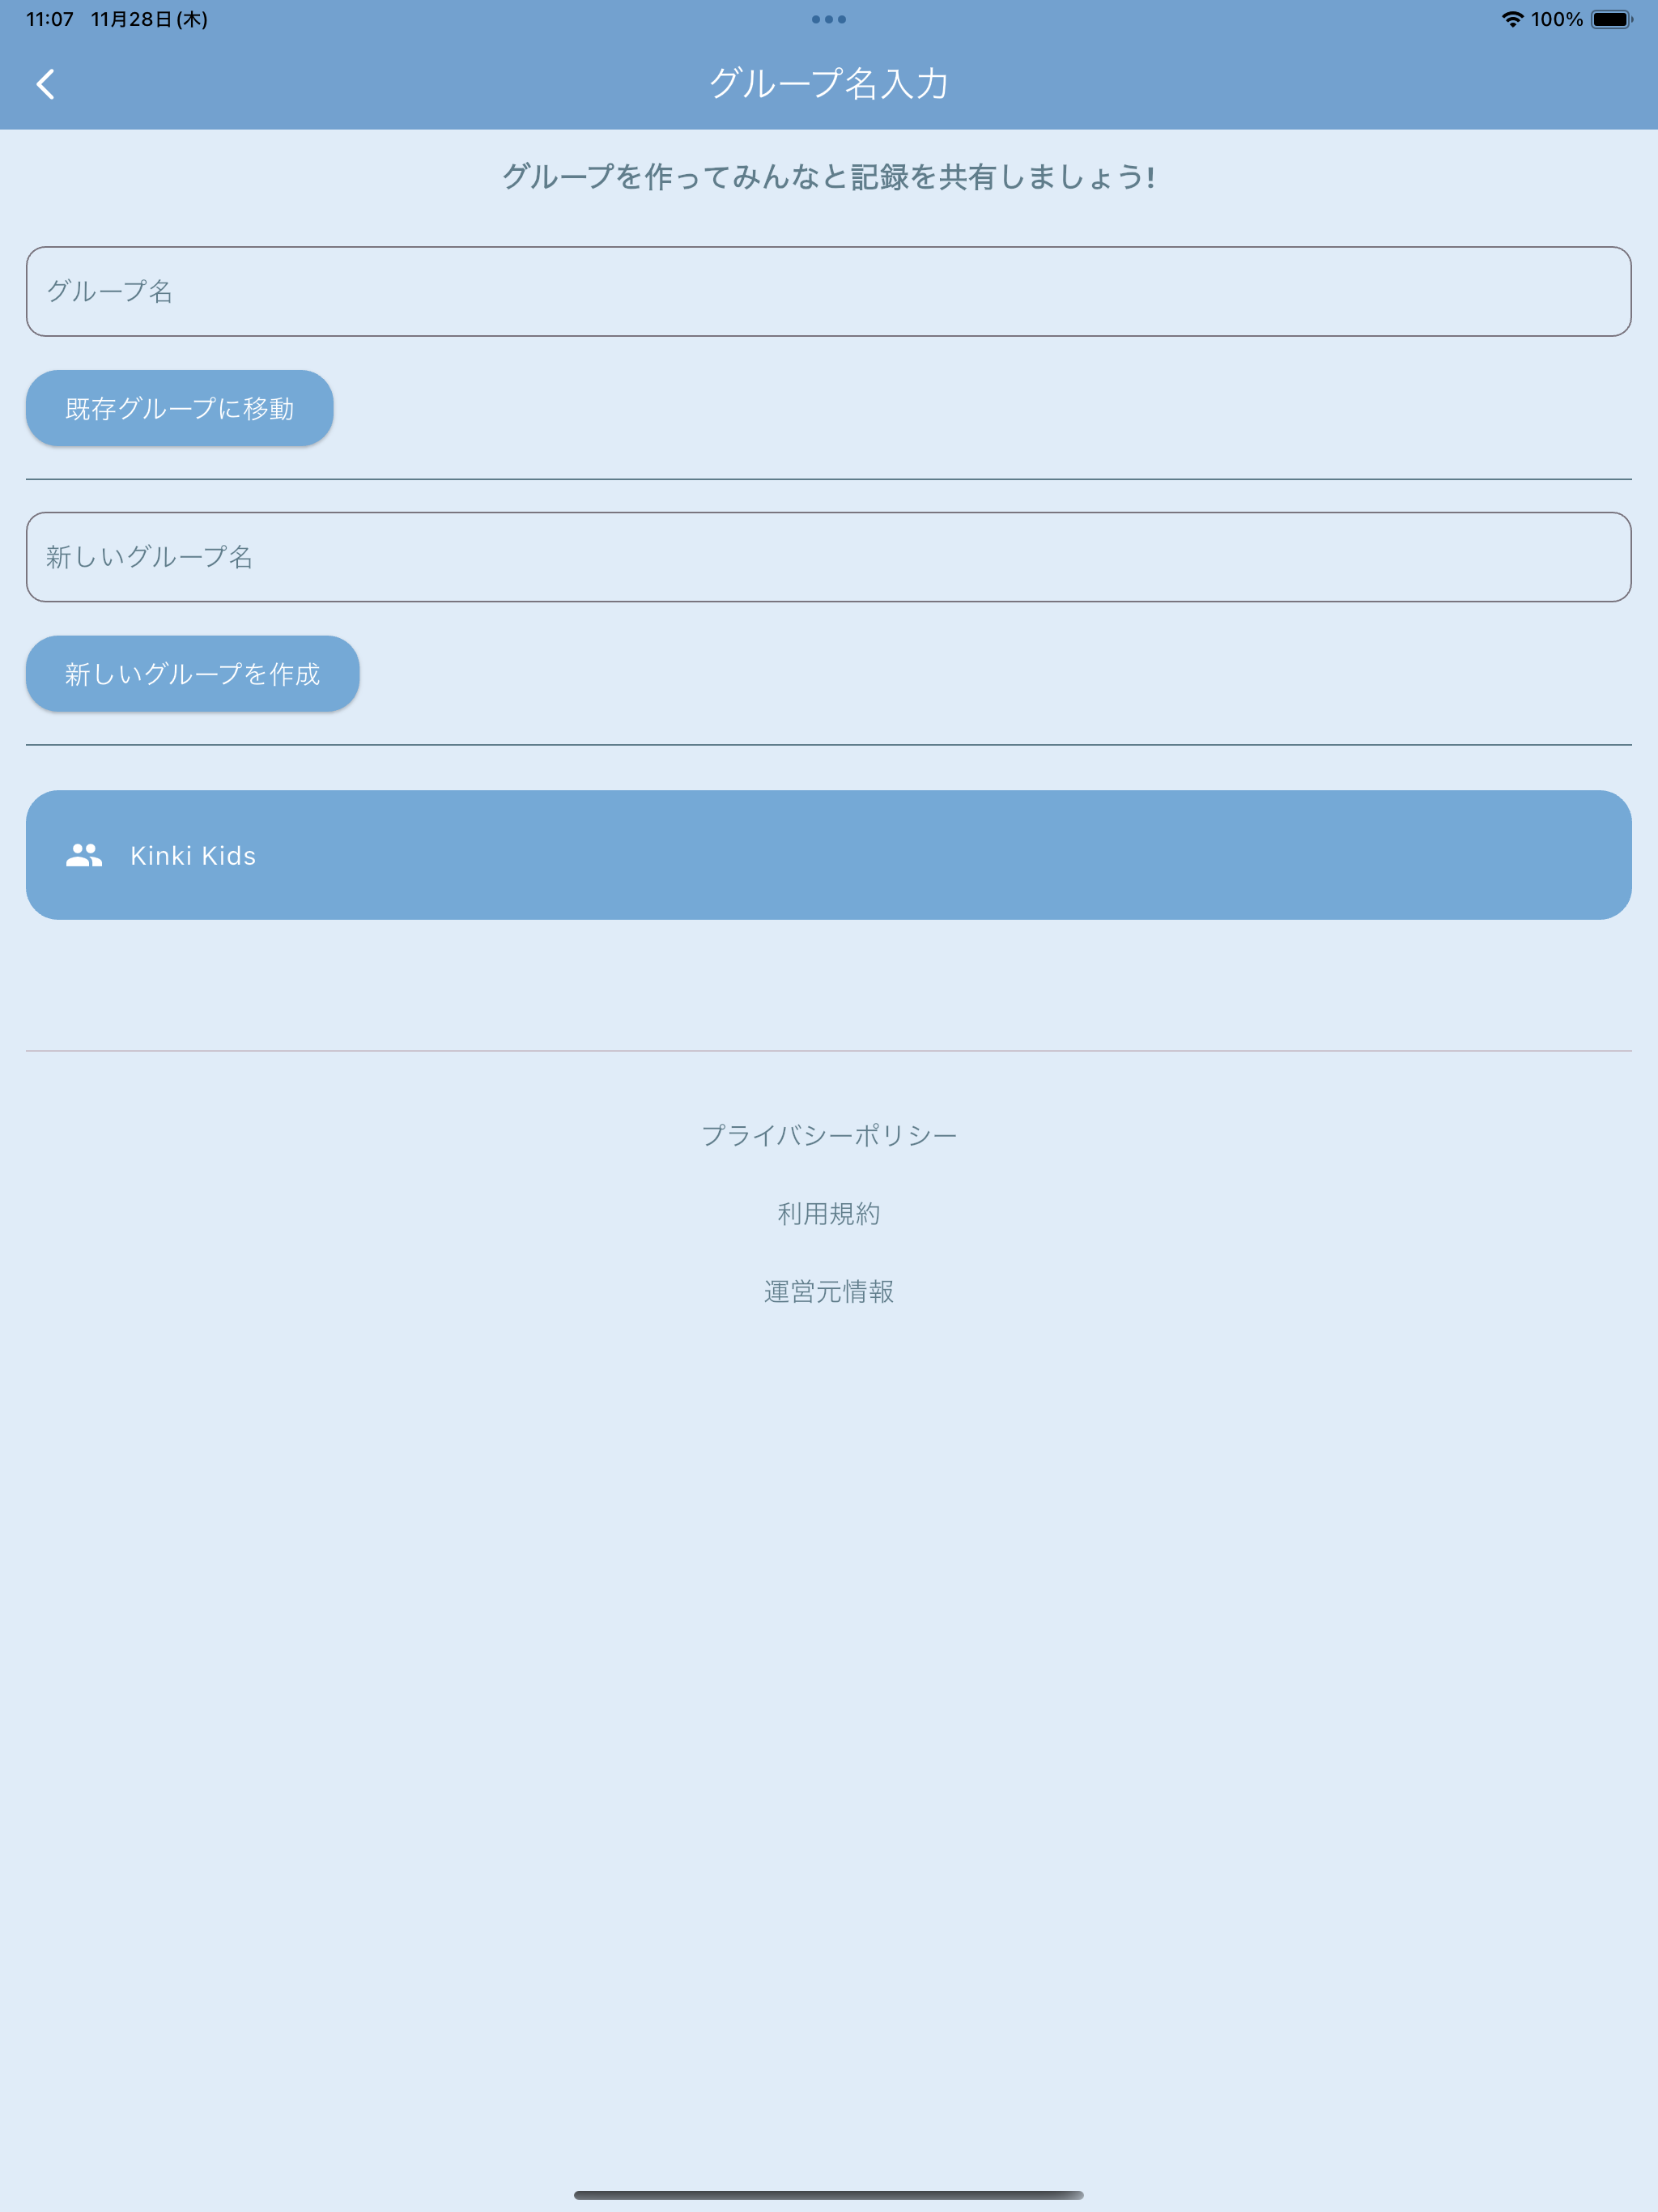 11:07 11月28日(木)
100%
グループ名入力
グループを作ってみんなと記録を共有しましょう!
グループ名
既存グループに移動
新しいグループ名
新しいグループを作成
Kinki Kids
プライバシーポリシー
利用規約
運営元情報